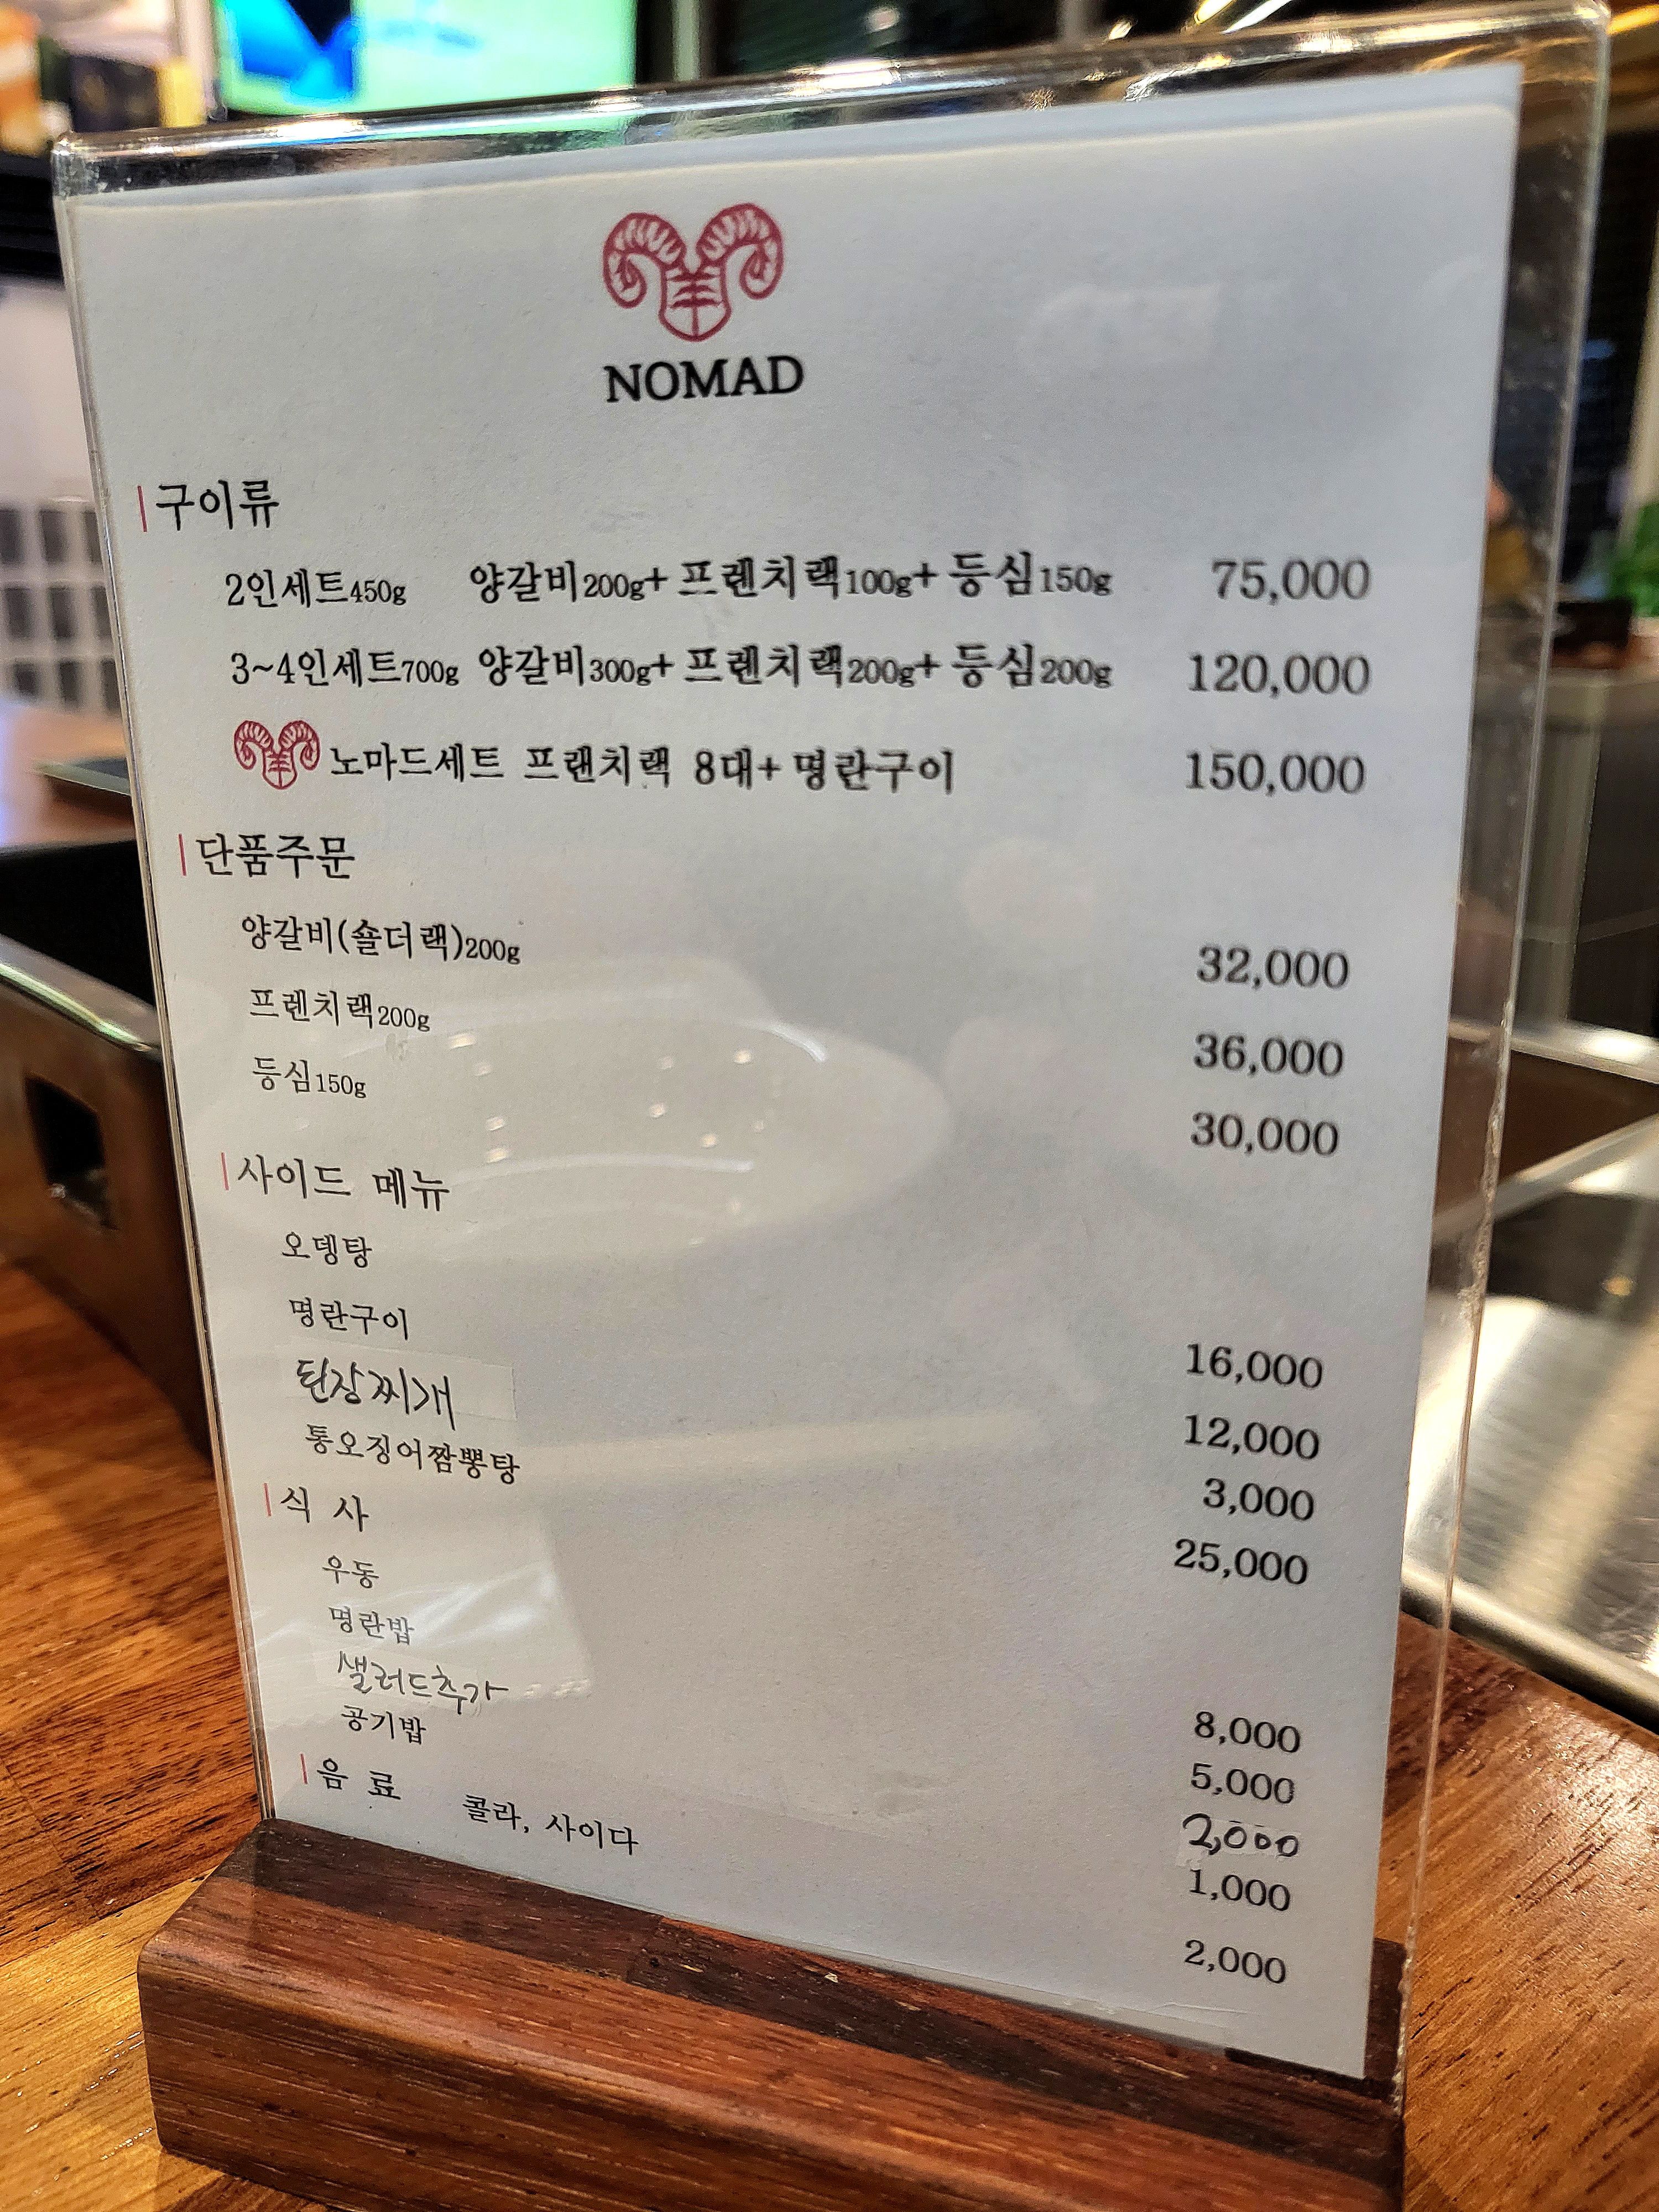 羊
NOMAD
구이류
2인세트450g 양갈비200g+ 프렌치랙100g+ 등심150g 75,000
3~4인세트700g 양갈비300g+ 프렌치랙200g+ 등심200g 120,000
羊 노마드세트 프랜치랙 8대+ 명란구이 150,000
단품주문
양갈비(숄더랙)200g 32,000
프렌치랙200g 36,000
등심150g 30,000
사이드 메뉴
오뎅탕 16,000
명란구이 12,000
된장찌개 3,000
통오징어짬뽕탕 25,000
식 사
우동 8,000
명란밥 5,000
샐러드추가 2,000
공기밥 1,000
음 료 콜라, 사이다 2,000